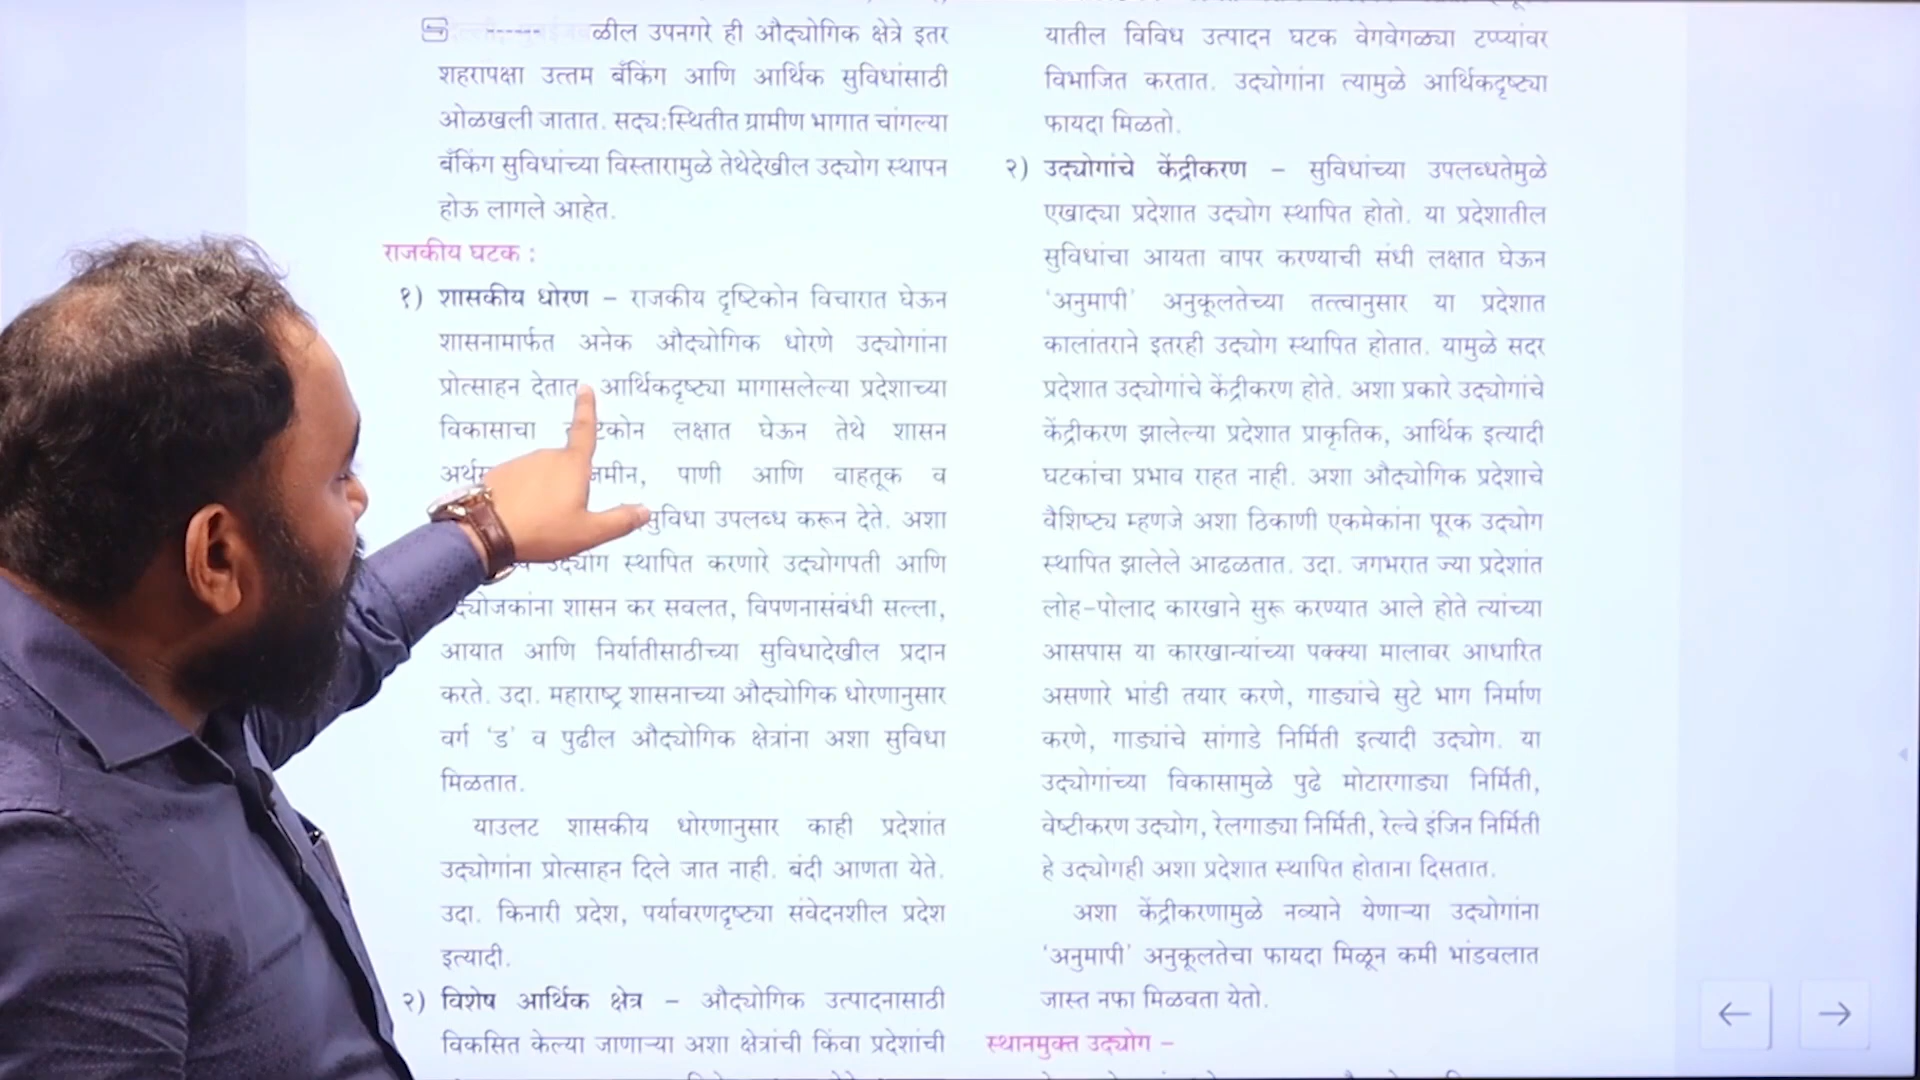 ळील उपनगरे ही औद्योगिक क्षेत्रे इतर
शहरापेक्षा उत्तम बँकिंग आणि आर्थिक सुविधांसाठी
ओळखली जातात. सद्य:स्थितीत ग्रामीण भागात चांगल्या
बँकिंग सुविधांच्या विस्तारामुळे तेथेदेखील उद्योग स्थापन
होऊ लागले आहेत.
राजकीय घटक :
१) शासकीय धोरण – राजकीय दृष्टिकोन विचारात घेऊन
शासनामार्फत अनेक औद्योगिक धोरणे उद्योगांना
प्रोत्साहन देतात. आर्थिकदृष्ट्या मागासलेल्या प्रदेशाच्या
विकासाचा लक्षात घेऊन तेथे शासन
जमीन, पाणी आणि वाहतूक व
सुविधा उपलब्ध करून देते. अशा
उद्योग स्थापित करणारे उद्योगपती आणि
उद्योजकांना शासन कर सवलत, विपणनासंबंधी सल्ला,
आयात आणि निर्यातीसाठीच्या सुविधादेखील प्रदान
करते. उदा. महाराष्ट्र शासनाच्या औद्योगिक धोरणानुसार
वर्ग ‘ड’ व पुढील औद्योगिक क्षेत्रांना अशा सुविधा
मिळतात.
याउलट शासकीय धोरणानुसार काही प्रदेशांत
उद्योगांना प्रोत्साहन दिले जात नाही. बंदी आणता येते.
उदा. किनारी प्रदेश, पर्यावरणदृष्ट्या संवेदनशील प्रदेश
इत्यादी.
२) विशेष आर्थिक क्षेत्र – औद्योगिक उत्पादनासाठी
विकसित केल्या जाणाऱ्या अशा क्षेत्रांची किंवा प्रदेशांची
यातील विविध उत्पादन घटक वेगवेगळ्या टप्प्यांवर
विभाजित करतात. उद्योगांना त्यामुळे आर्थिकदृष्ट्या
फायदा मिळतो.
२) उद्योगांचे केंद्रीकरण – सुविधांच्या उपलब्धतेमुळे
एखाद्या प्रदेशात उद्योग स्थापित होतो. या प्रदेशातील
सुविधांचा आयता वापर करण्याची संधी लक्षात घेऊन
‘अनुमापी’ अनुकूलतेच्या तत्त्वानुसार या प्रदेशात
कालांतराने इतरही उद्योग स्थापित होतात. यामुळे सदर
प्रदेशात उद्योगांचे केंद्रीकरण होते. अशा प्रकारे उद्योगांचे
केंद्रीकरण झालेल्या प्रदेशात प्राकृतिक, आर्थिक इत्यादी
घटकांचा प्रभाव राहत नाही. अशा औद्योगिक प्रदेशाचे
वैशिष्ट्य म्हणजे अशा ठिकाणी एकमेकांना पूरक उद्योग
स्थापित झालेले आढळतात. उदा. जगभरात ज्या प्रदेशांत
लोह-पोलाद कारखाने सुरू करण्यात आले होते त्यांच्या
आसपास या कारखान्यांच्या पक्क्या मालावर आधारित
असणारे भांडी तयार करणे, गाड्यांचे सुटे भाग निर्माण
करणे, गाड्यांचे सांगाडे निर्मिती इत्यादी उद्योग. या
उद्योगांच्या विकासामुळे पुढे मोटारगाड्या निर्मिती,
वेष्टीकरण उद्योग, रेलगाड्या निर्मिती, रेल्वे इंजिन निर्मिती
हे उद्योगही अशा प्रदेशात स्थापित होताना दिसतात.
अशा केंद्रीकरणामुळे नव्याने येणाऱ्या उद्योगांना
‘अनुमापी’ अनुकूलतेचा फायदा मिळून कमी भांडवलात
जास्त नफा मिळवता येतो.
स्थानमुक्त उद्योग –